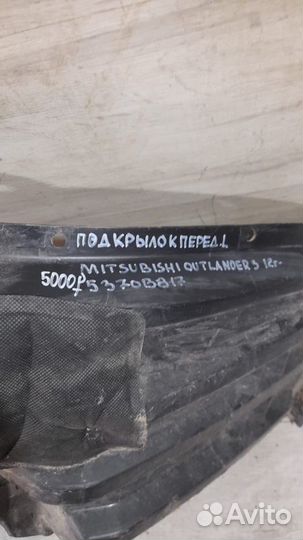 ПОДКРЫЛОК ПЕРЕД.L
MITSUBISHI OUTLANDER 3 12г-
5000₽ 5370B817
Avito